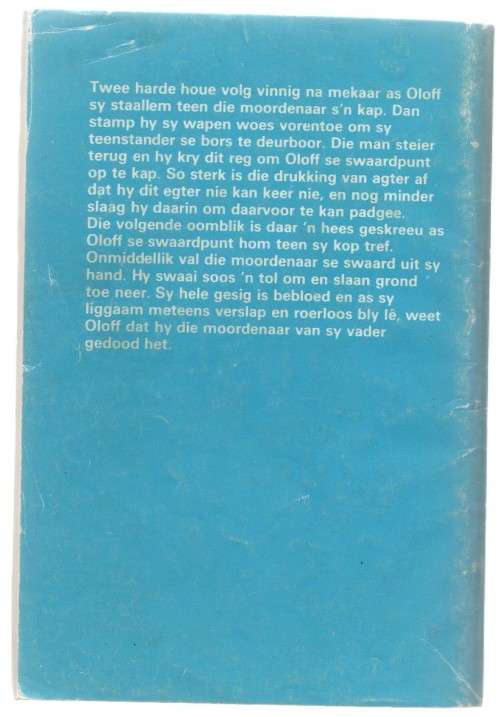 Twee harde houe volg vinnig na mekaar as Oloff
sy staallem teen die moordenaar s'n kap. Dan
stamp hy sy wapen woes vorentoe om sy
teenstander se bors te deurboor. Die man steier
terug en hy kry dit reg om Oloff se swaardpunt
op te kap. So sterk is die drukking van agter af
dat hy dit egter nie kan keer nie, en nog minder
slaag hy daarin om daarvoor te kan padgee.
Die volgende oomblik is daar 'n hees geskreeu as
Oloff se swaardpunt hom teen sy kop tref.
Onmiddellik val die moordenaar se swaard uit sy
hand. Hy swaai soos 'n tol om en slaan grond
toe neer. Sy hele gesig is bebloed en as sy
liggaam meteens verslap en roerloos bly lê, weet
Oloff dat hy die moordenaar van sy vader
gedood het.